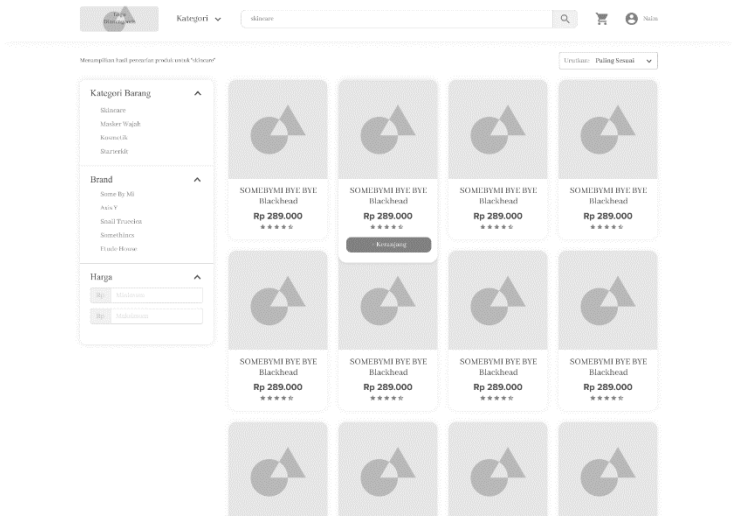 Kategori
skincare
Nalss
Menampilkan hasil pencarian produk untuk "skincare"
Urutkan: Paling Sesuai
Kategori Barang
Skincare
Masker Wajah
Kosmetik
Starterkit
Brand
Some By Mi
Axis Y
Snail Truecica
Somethincs
Etude House
Harga
Rp Minimum
Rp Maksimum
SOMEBYMI BYE BYE
Blackhead
Rp 289.000
SOMEBYMI BYE BYE
Blackhead
Rp 289.000
+ Keranjang
SOMEBYMI BYE BYE
Blackhead
Rp 289.000
SOMEBYMI BYE BYE
Blackhead
Rp 289.000
SOMEBYMI BYE BYE
Blackhead
Rp 289.000
SOMEBYMI BYE BYE
Blackhead
Rp 289.000
SOMEBYMI BYE BYE
Blackhead
Rp 289.000
SOMEBYMI BYE BYE
Blackhead
Rp 289.000